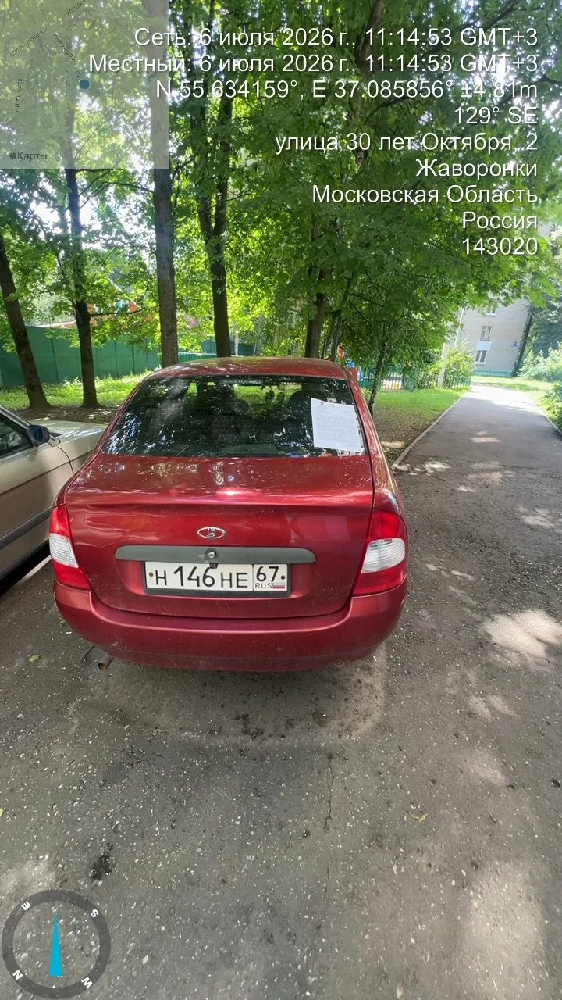 Сеть: 6 июля 2026 г., 11:14:53 GMT+3
Местный: 6 июля 2026 г., 11:14:53 GMT+3
N 55.634159°, E 37.085856° ±4.81m
129° SE
улица 30 лет Октября, 2
Жаворонки
Московская Область
Россия
143020
Карты
Н 146 НЕ 67
RUS
E S
N W